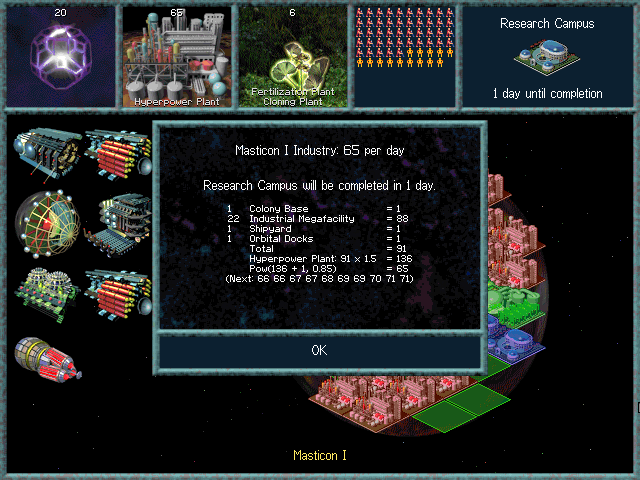 20
65
6
Research Campus
Hyperpower Plant
Fertilization Plant
Cloning Plant
1 day until completion
Masticon I Industry: 65 per day
Research Campus will be completed in 1 day.
1 Colony Base = 1
22 Industrial Megafacility = 88
1 Shipyard = 1
1 Orbital Docks = 1
Total = 91
Hyperpower Plant: 91 x 1.5 = 136
Pow(136 + 1, 0.85) = 65
(Next: 66 66 67 67 68 69 69 70 71 71)
OK
Masticon I